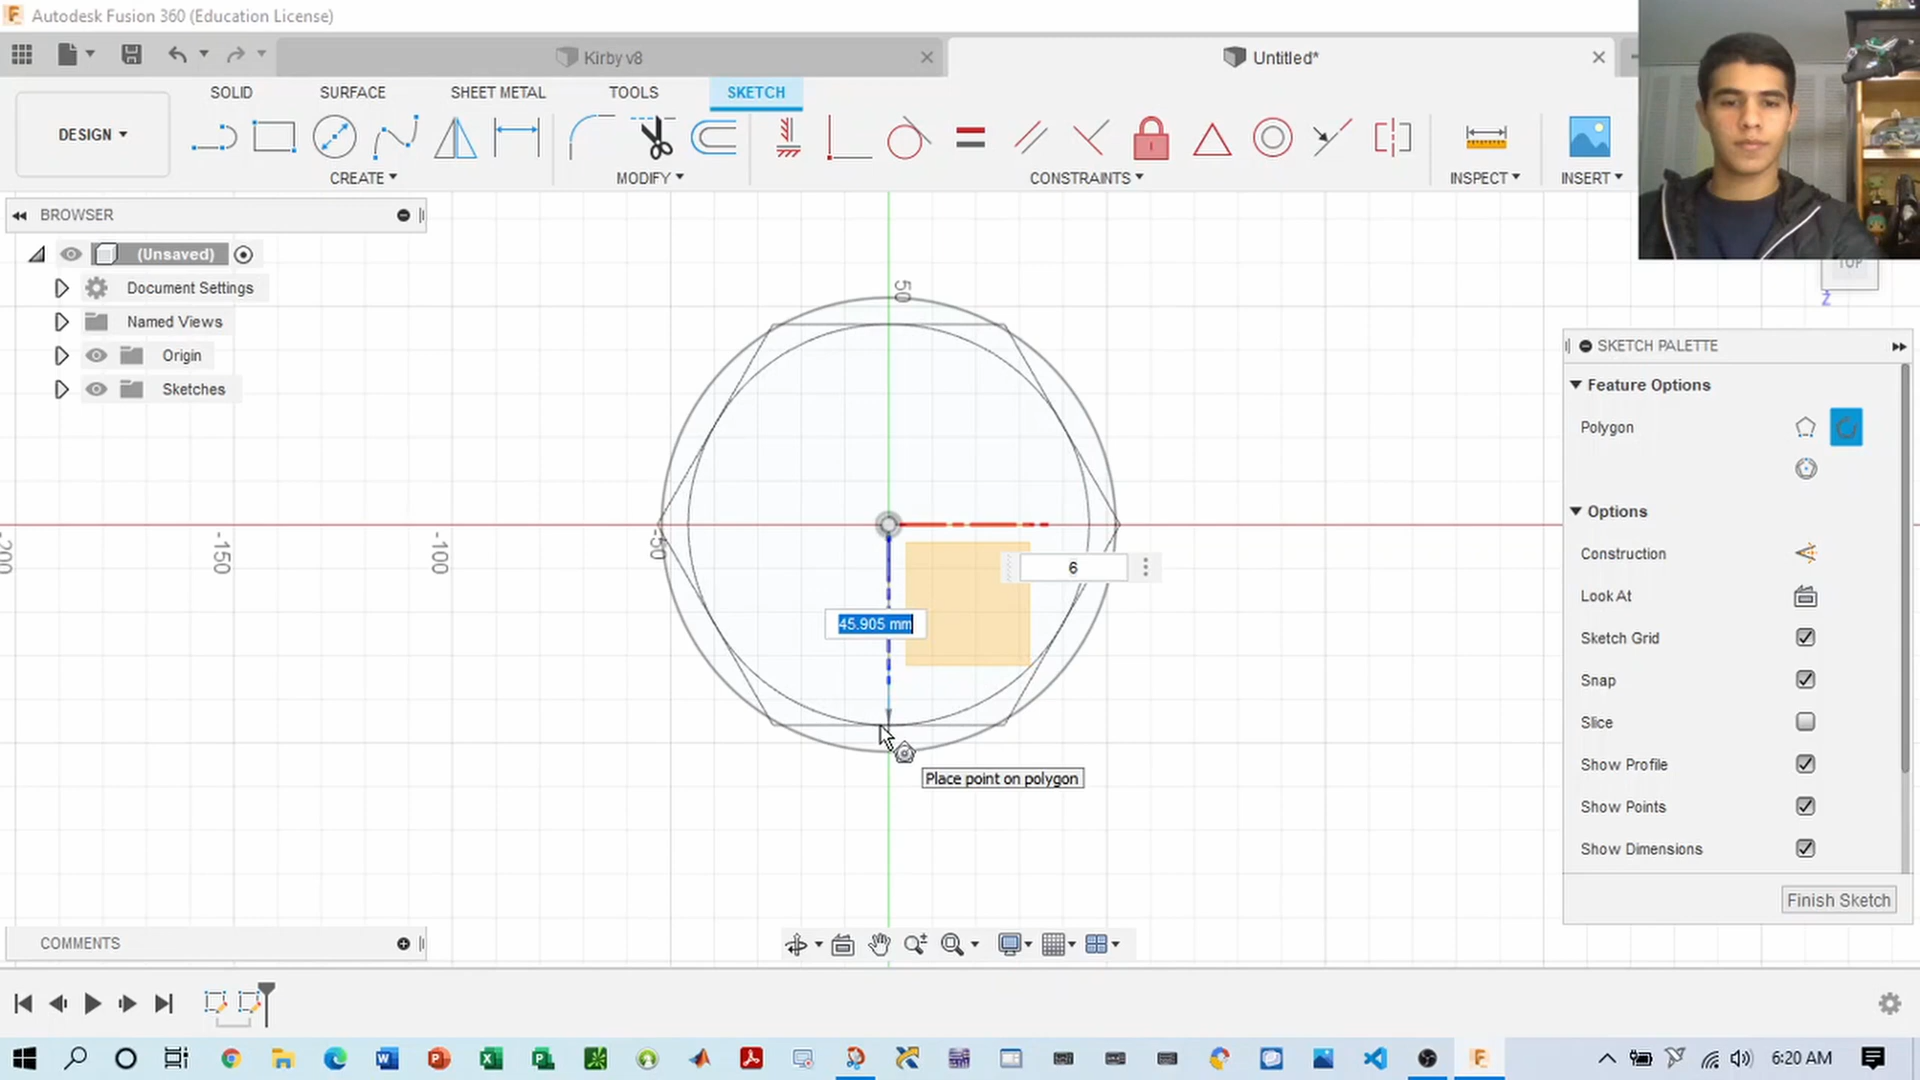 Autodesk Fusion 360 (Education License)
Kirby v8
Untitled*
SOLID
SURFACE
SHEET METAL
TOOLS
SKETCH
DESIGN
CREATE
MODIFY
CONSTRAINTS
INSPECT
INSERT
BROWSER
(Unsaved)
Document Settings
Named Views
Origin
Sketches
TOP
Z
50
-200
-150
-100
-50
6
45.905 mm
Place point on polygon
SKETCH PALETTE
Feature Options
Polygon
Options
Construction
Look At
Sketch Grid
Snap
Slice
Show Profile
Show Points
Show Dimensions
Finish Sketch
COMMENTS
6:20 AM